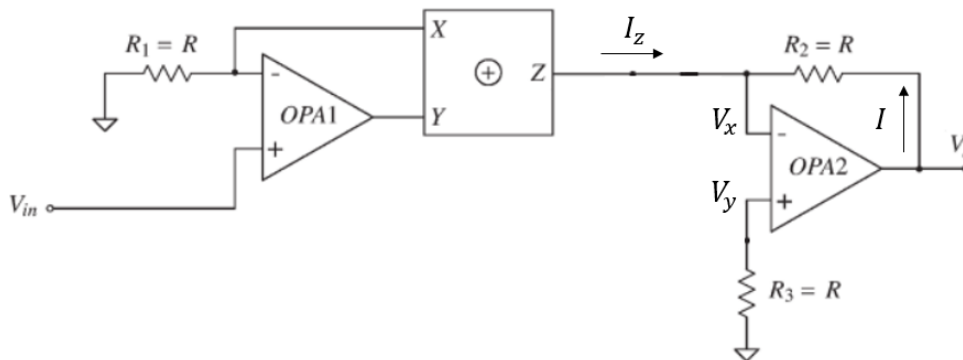 R₁ = R
-
OPA1
+
V_in
X
⊕
Z
Y
I_z
R₂ = R
I
V_x
-
OPA2
V_y
+
R₃ = R